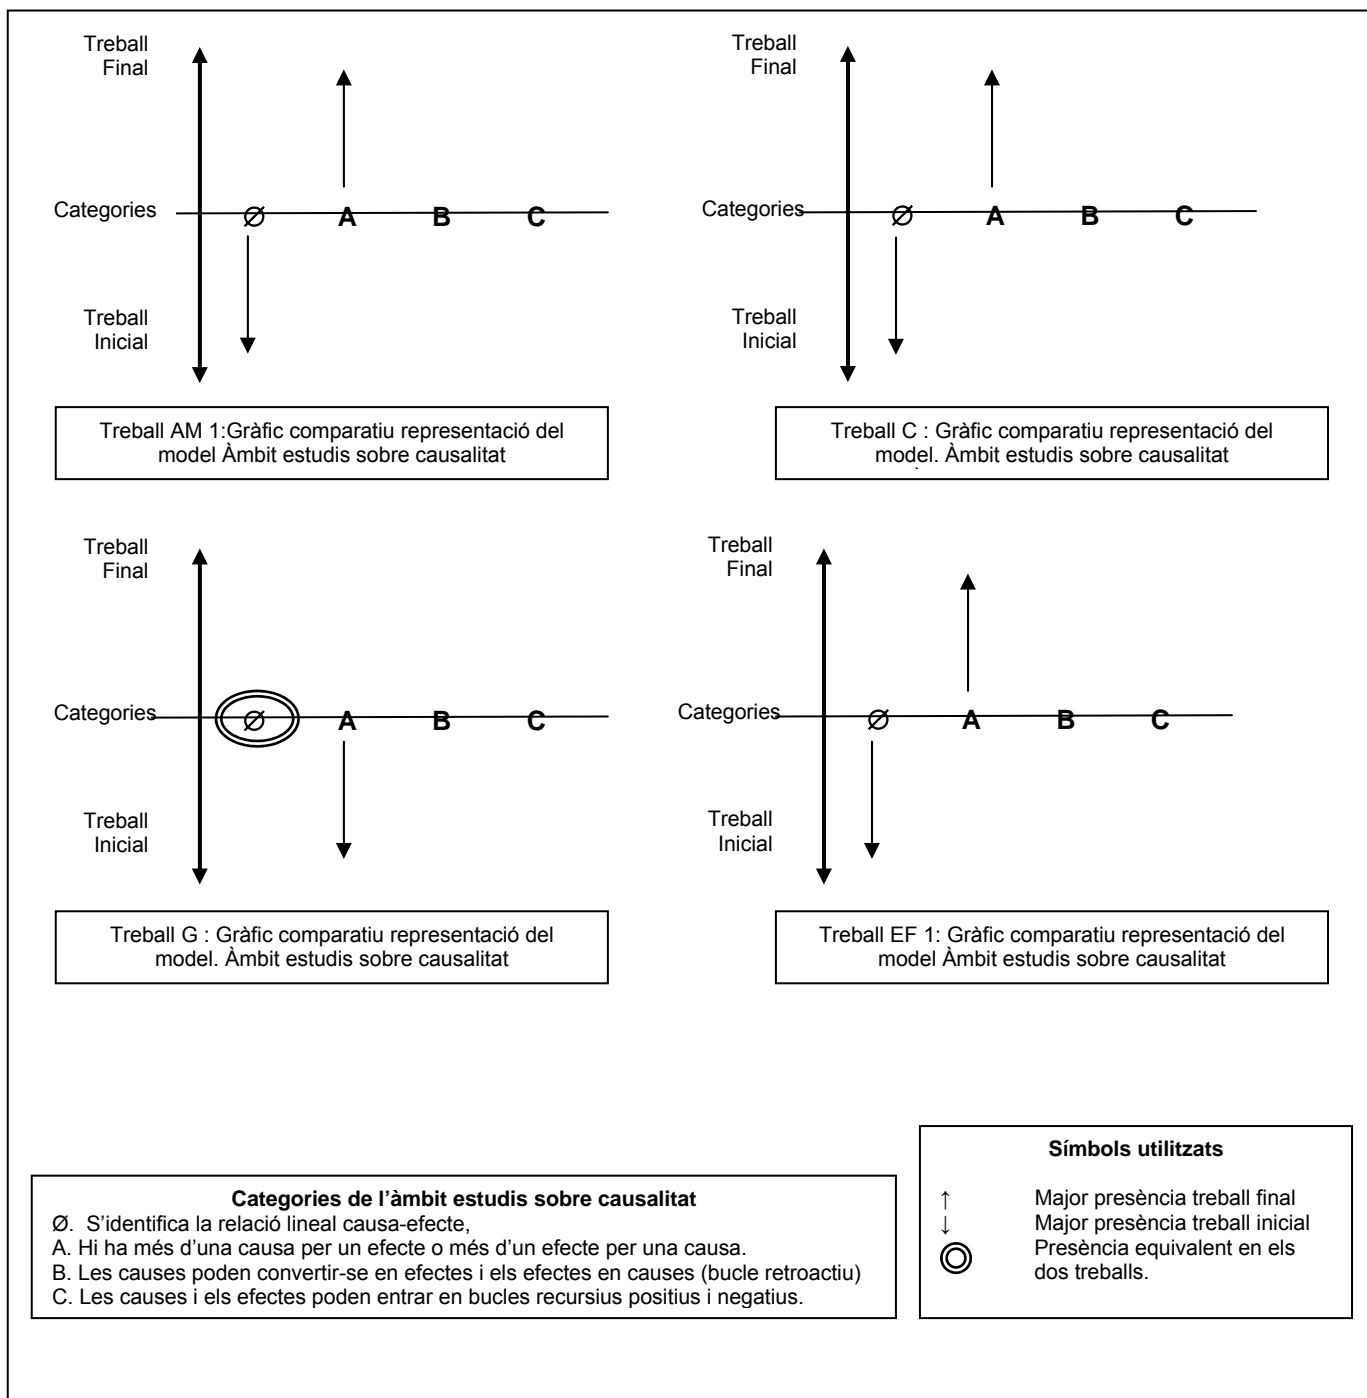 Treball
Final
Categories
Ø A B C
Treball
Inicial
Treball AM 1:Gràfic comparatiu representació del
model Àmbit estudis sobre causalitat
Treball
Final
Categories
Ø A B C
Treball
Inicial
Treball C : Gràfic comparatiu representació del
model. Àmbit estudis sobre causalitat
Treball
Final
Categories
Ø A B C
Treball
Inicial
Treball G : Gràfic comparatiu representació del
model. Àmbit estudis sobre causalitat
Treball
Final
Categories
Ø A B C
Treball
Inicial
Treball EF 1: Gràfic comparatiu representació del
model Àmbit estudis sobre causalitat
Categories de l’àmbit estudis sobre causalitat
Ø. S’identifica la relació lineal causa-efecte,
A. Hi ha més d’una causa per un efecte o més d’un efecte per una causa.
B. Les causes poden convertir-se en efectes i els efectes en causes (bucle retroactiu)
C. Les causes i els efectes poden entrar en bucles recursius positius i negatius.
Símbols utilitzats
↑ Major presència treball final
↓ Major presència treball inicial
Presència equivalent en els
dos treballs.